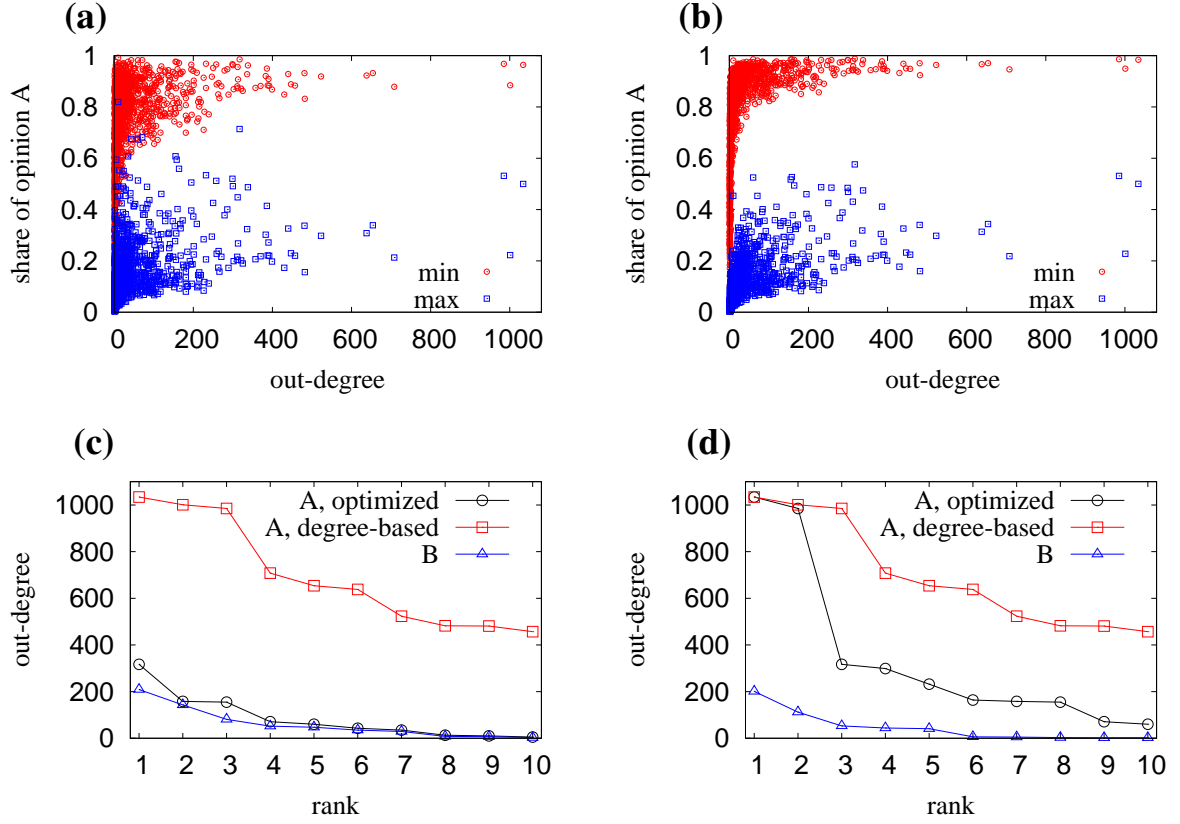 (a)
share of opinion A
1
0.8
0.6
0.4
0.2
0
min
max
0 200 400 600 800 1000
out-degree
(b)
share of opinion A
1
0.8
0.6
0.4
0.2
0
min
max
0 200 400 600 800 1000
out-degree
(c)
out-degree
1000
800
600
400
200
0
A, optimized
A, degree-based
B
1 2 3 4 5 6 7 8 9 10
rank
(d)
out-degree
1000
800
600
400
200
0
A, optimized
A, degree-based
B
1 2 3 4 5 6 7 8 9 10
rank